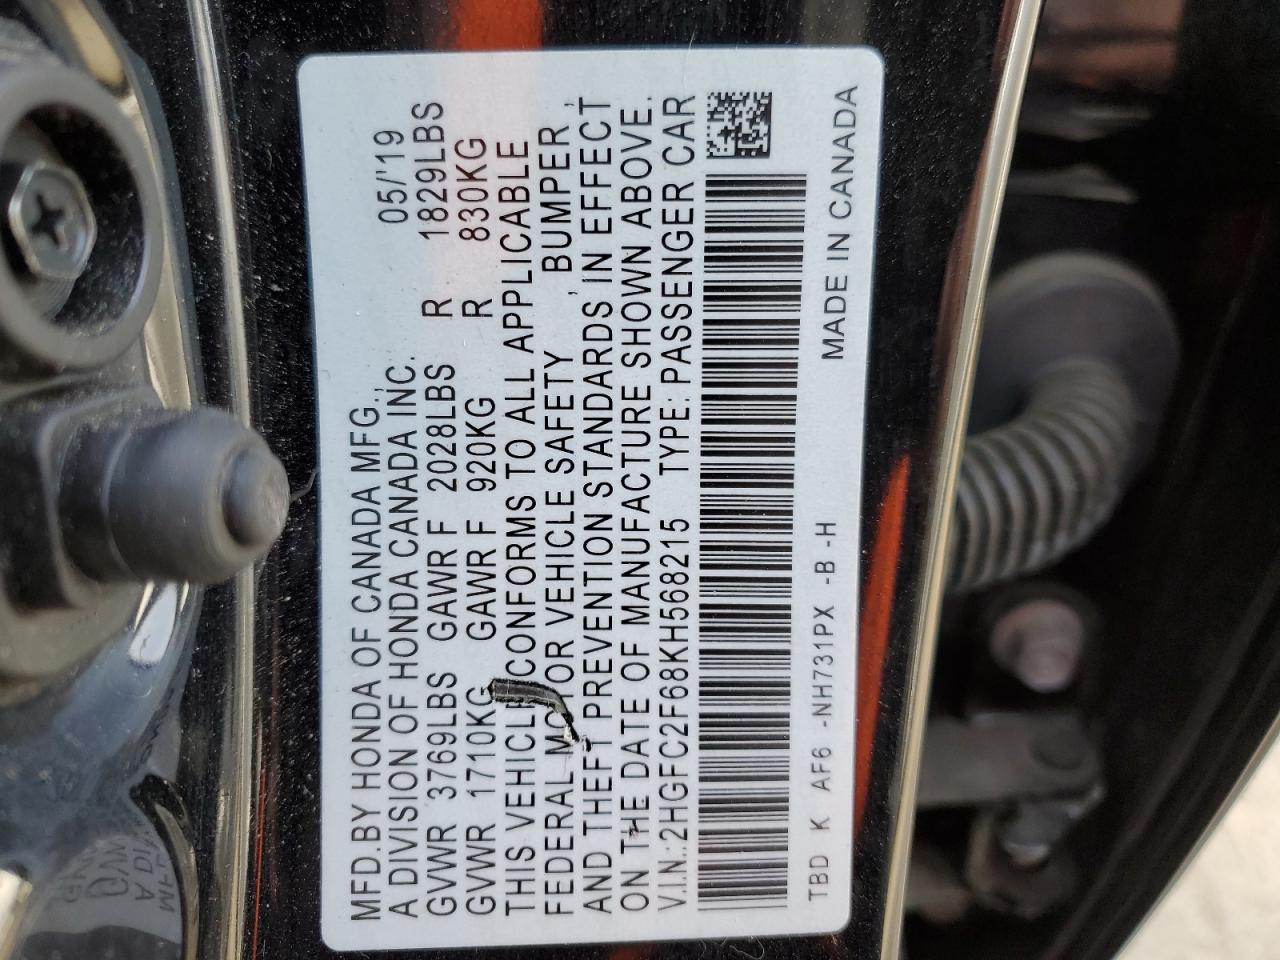 MFD.BY HONDA OF CANADA MFG.,
A DIVISION OF HONDA CANADA INC. 05/'19
GVWR 3769LBS GAWR F 2028LBS R 1829LBS
GVWR 1710KG GAWR F 920KG R 830KG
THIS VEHICLE CONFORMS TO ALL APPLICABLE
FEDERAL MOTOR VEHICLE SAFETY , BUMPER ,
AND THEFT PREVENTION STANDARDS IN EFFECT
ON THE DATE OF MANUFACTURE SHOWN ABOVE.
V.I.N.:2HGFC2F68KH568215 TYPE: PASSENGER CAR
TBD K AF6 -NH731PX -B -H MADE IN CANADA